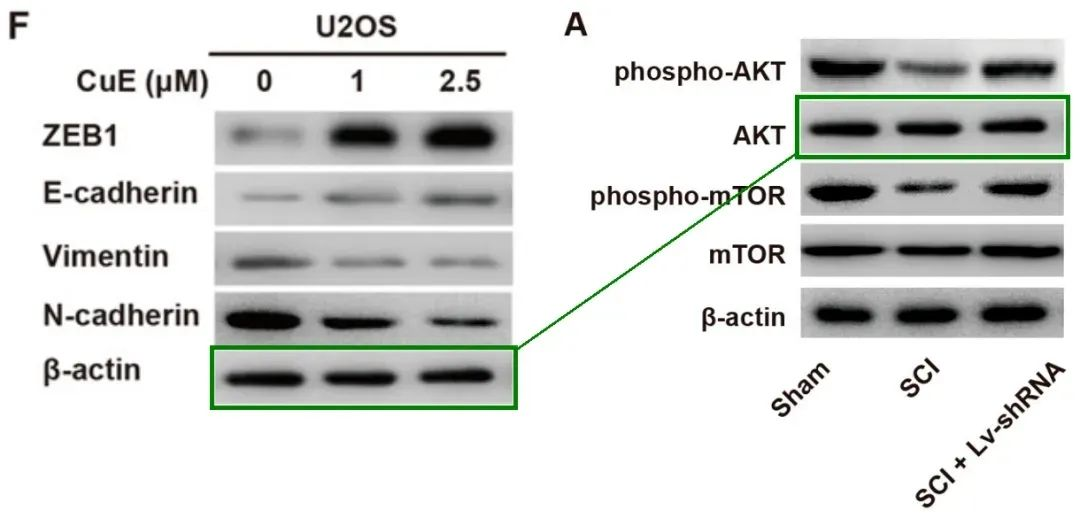 F
U2OS
CuE (μM) 0 1 2.5
ZEB1
E-cadherin
Vimentin
N-cadherin
β-actin
A
phospho-AKT
AKT
phospho-mTOR
mTOR
β-actin
Sham
SCI
SCI + Lv-shRNA